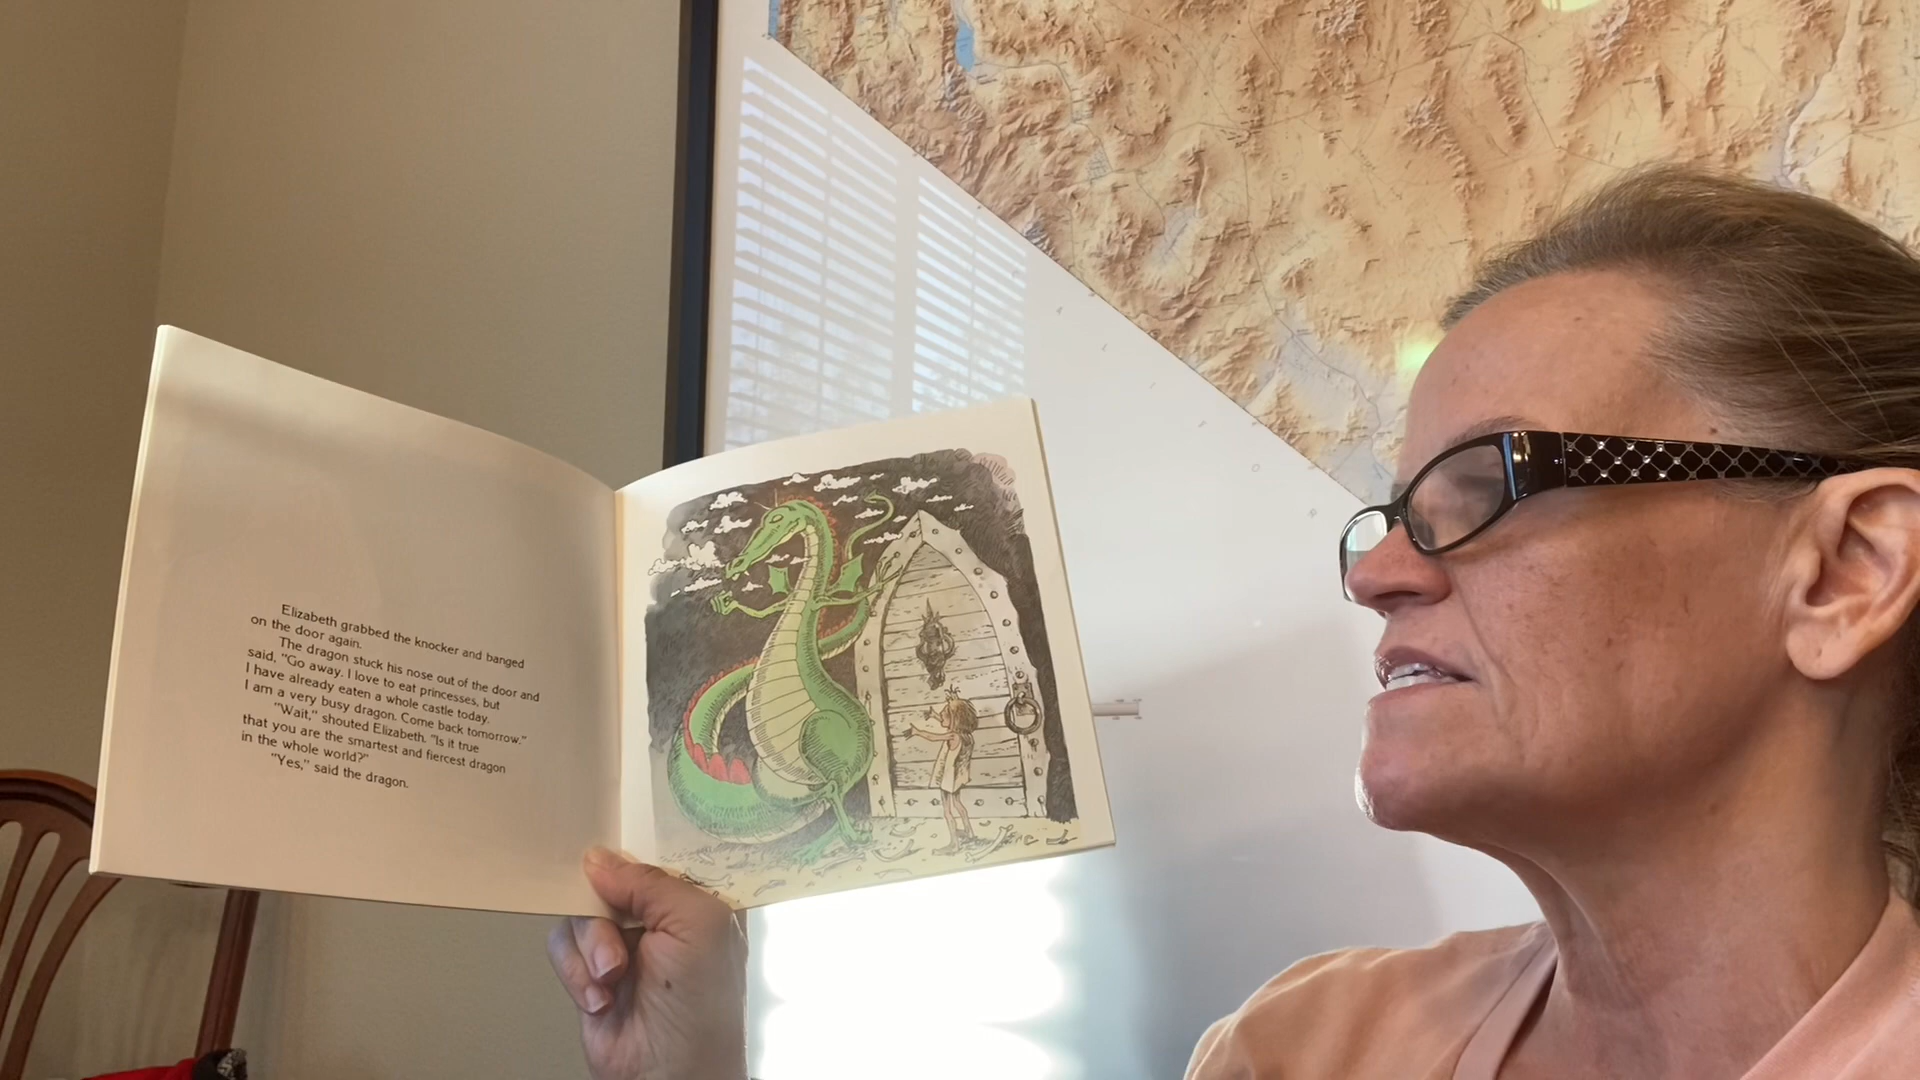 Elizabeth grabbed the knocker and banged
on the door again.
The dragon stuck his nose out of the door and
said, "Go away. I love to eat princesses, but
I have already eaten a whole castle today.
I am a very busy dragon. Come back tomorrow."
"Wait," shouted Elizabeth. "Is it true
that you are the smartest and fiercest dragon
in the whole world?"
"Yes," said the dragon.